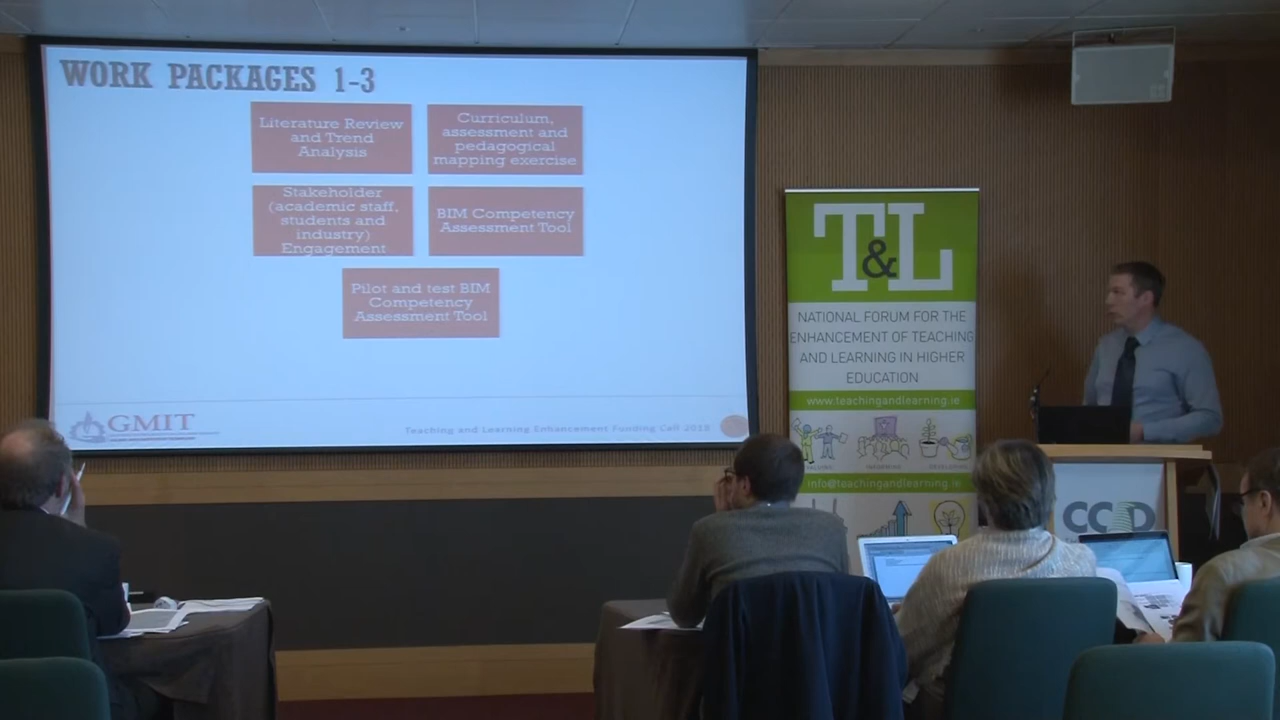 WORK PACKAGES 1-3
Literature Review
and Trend
Analysis
Curriculum,
assessment and
pedagogical
mapping exercise
Stakeholder
(academic staff,
students and
industry)
Engagement
BIM Competency
Assessment Tool
Pilot and test BIM
Competency
Assessment Tool
GMIT
Teaching and Learning Enhancement Funding Call
T&L
NATIONAL FORUM FOR THE
ENHANCEMENT OF TEACHING
AND LEARNING IN HIGHER
EDUCATION
www.teachingandlearning.ie
VALUING INFORMING DEVELOPING
info@teachingandlearning.ie